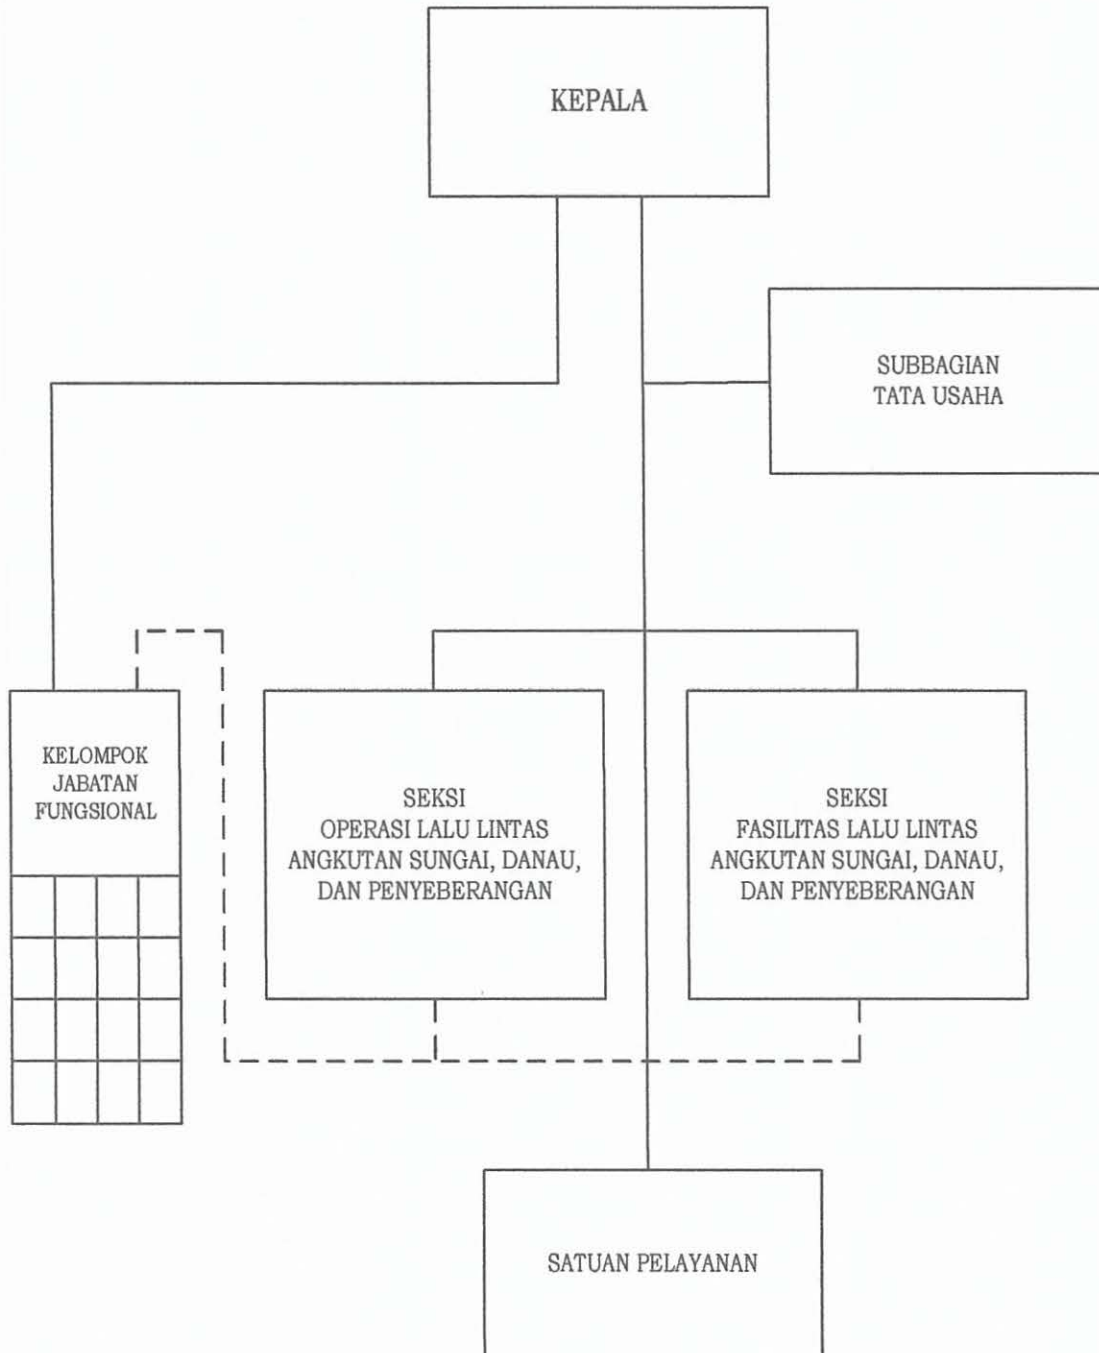 KEPALA
SUBBAGIAN
TATA USAHA
KELOMPOK
JABATAN
FUNGSIONAL
SEKSI
OPERASI LALU LINTAS
ANGKUTAN SUNGAI, DANAU,
DAN PENYEBERANGAN
SEKSI
FASILITAS LALU LINTAS
ANGKUTAN SUNGAI, DANAU,
DAN PENYEBERANGAN
SATUAN PELAYANAN